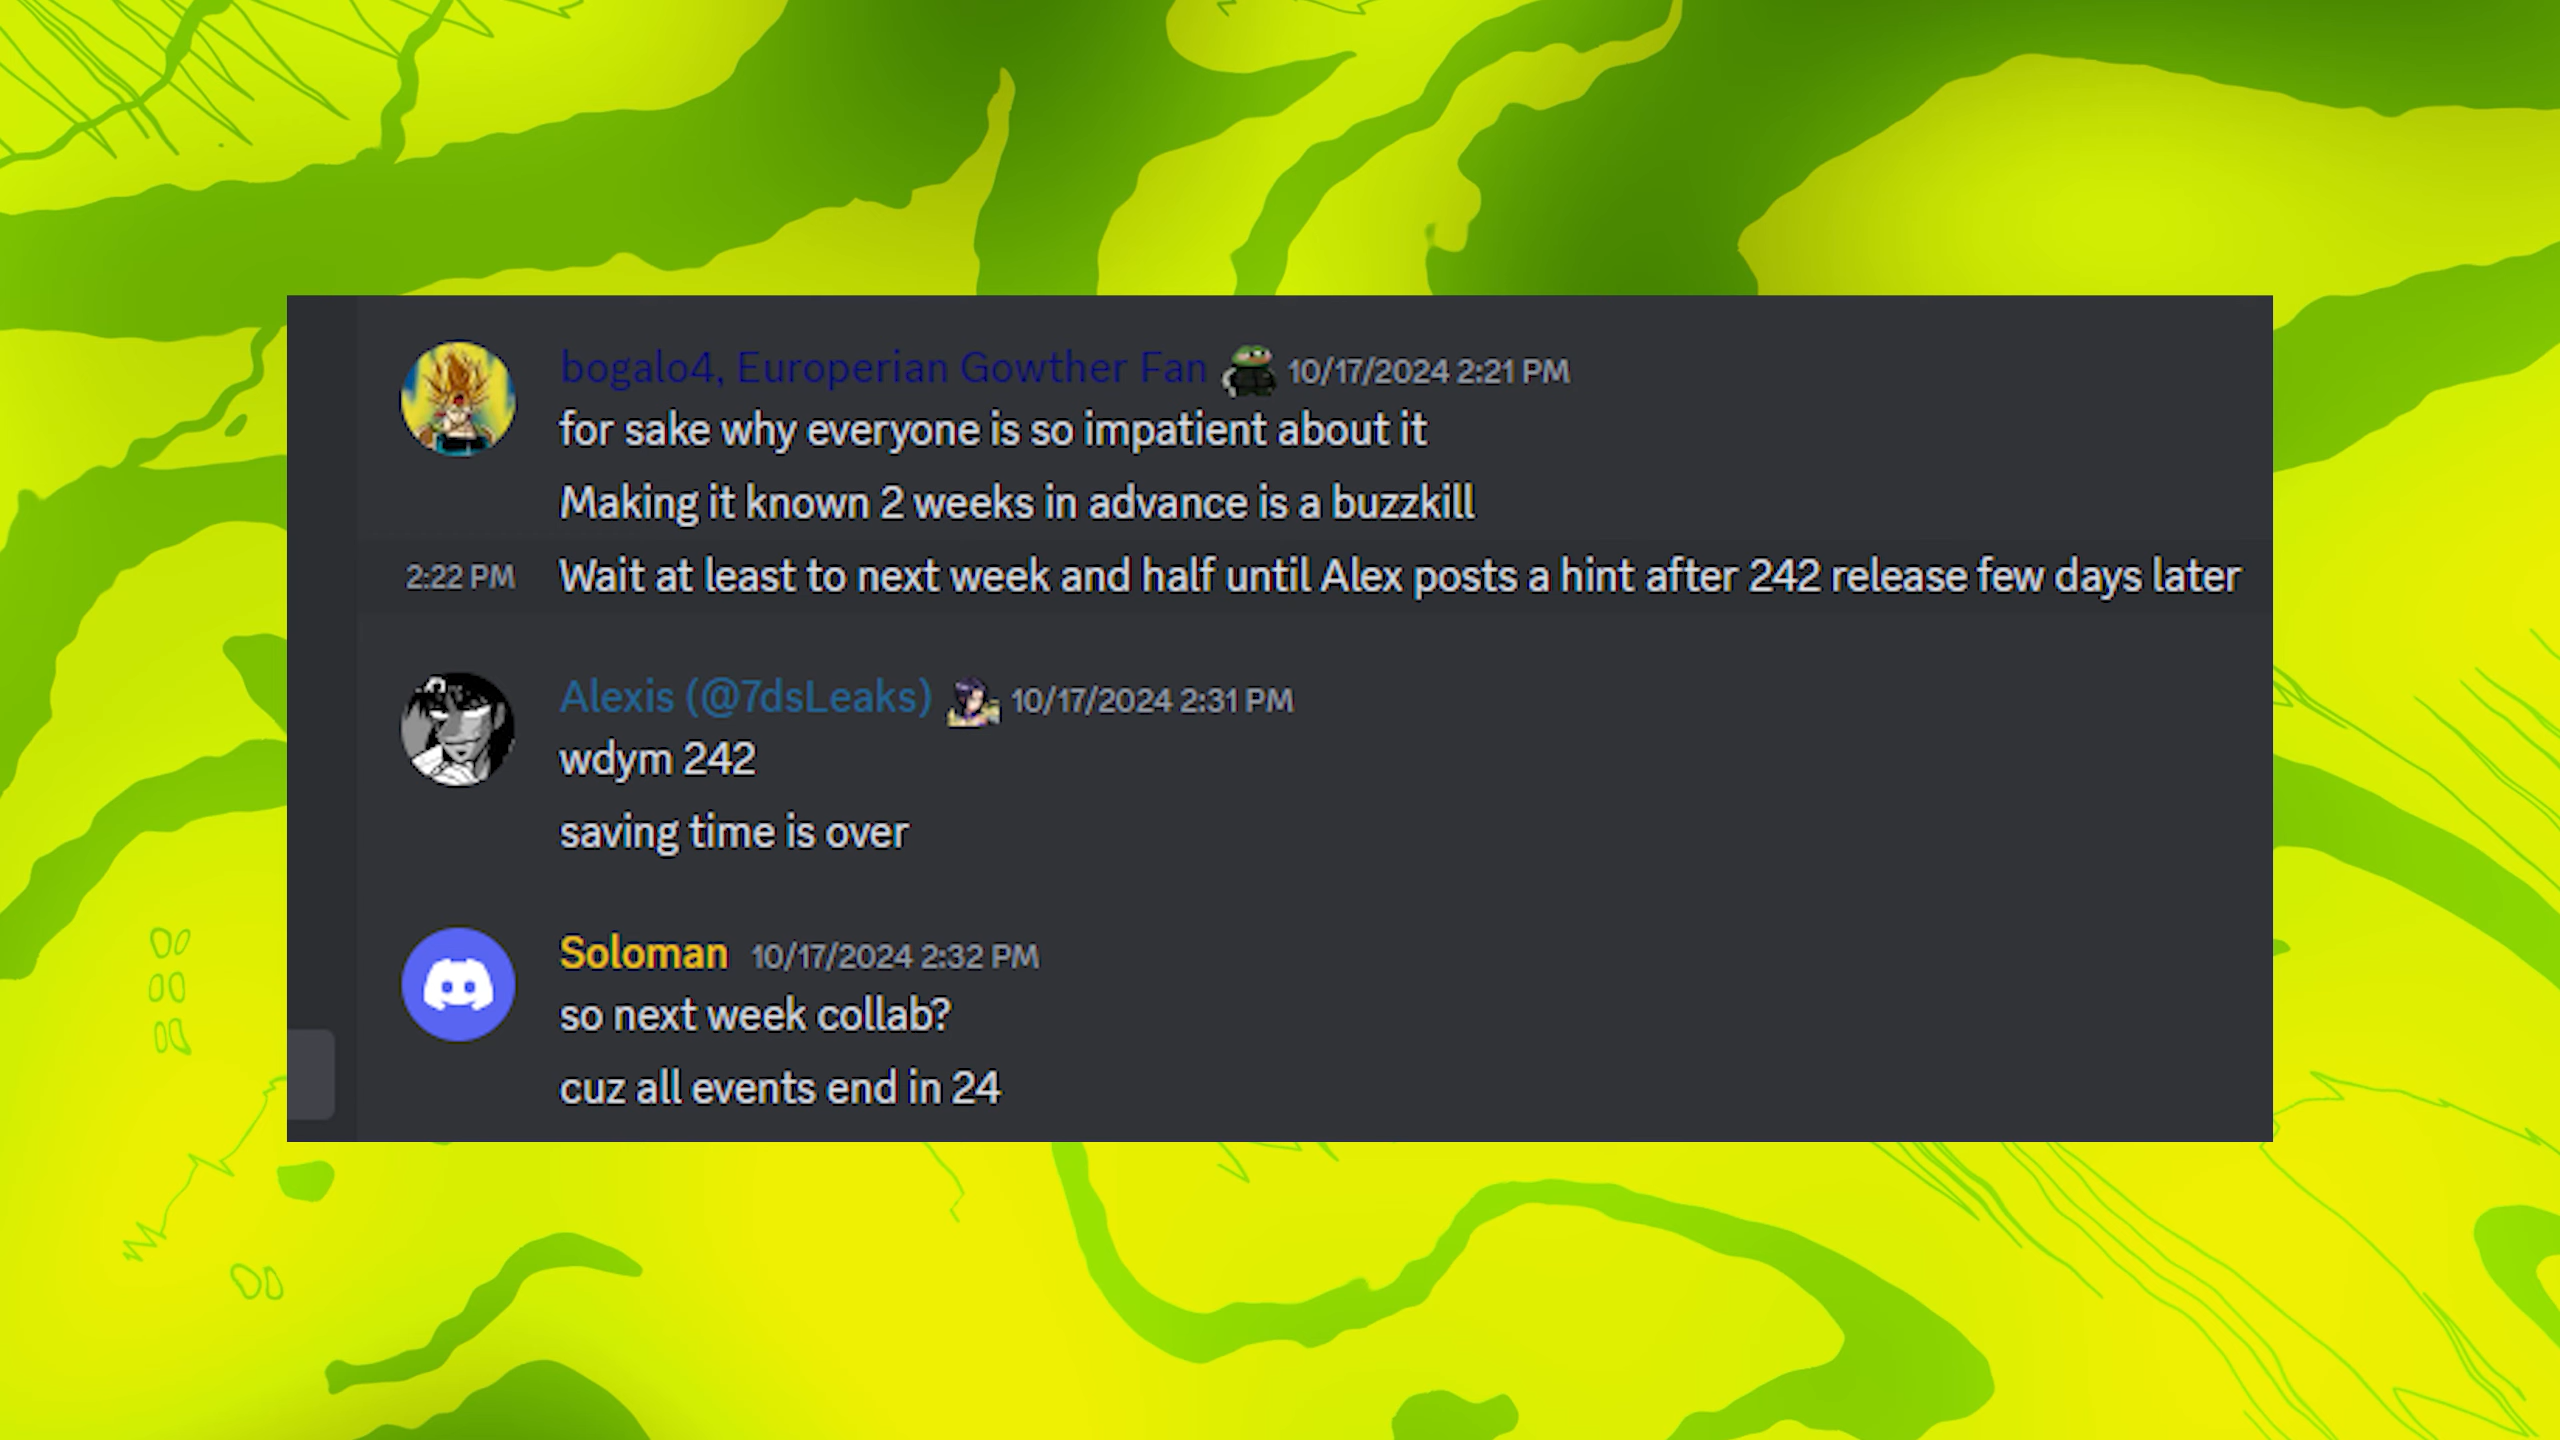 bogalo4, Europerian Gowther Fan 10/17/2024 2:21 PM
for sake why everyone is so impatient about it
Making it known 2 weeks in advance is a buzzkill
2:22 PM Wait at least to next week and half until Alex posts a hint after 242 release few days later
Alexis (@7dsLeaks) 10/17/2024 2:31 PM
wdym 242
saving time is over
Soloman 10/17/2024 2:32 PM
so next week collab?
cuz all events end in 24